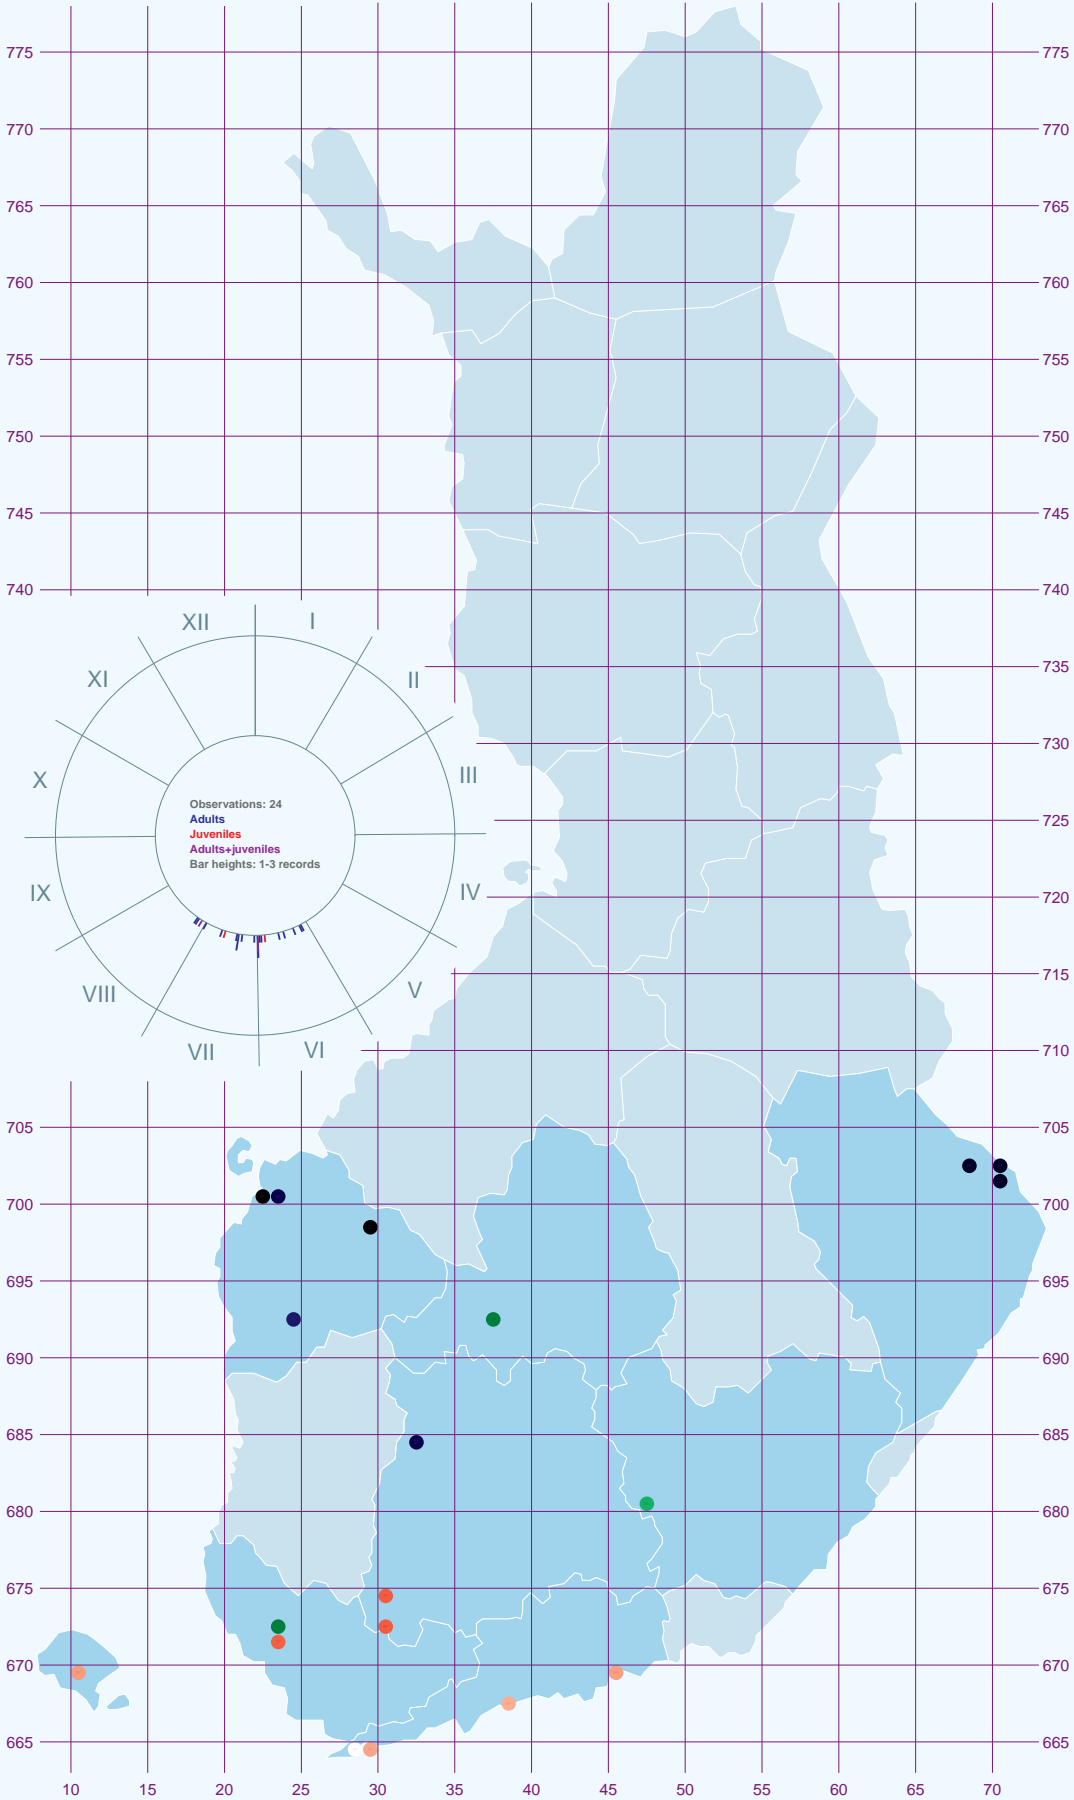 775 775
770 770
765 765
760 760
755 755
750 750
745 745
740 740
XII I
735
XI II
730
X III
Observations: 24
Adults
725
Juveniles
Adults+juveniles
Bar heights: 1-3 records
IX IV
720
715
VIII V
VII VI
710
705 705
700 700
695 695
690 690
685 685
680 680
675 675
670 670
665 665
10 15 20 25 30 35 40 45 50 55 60 65 70